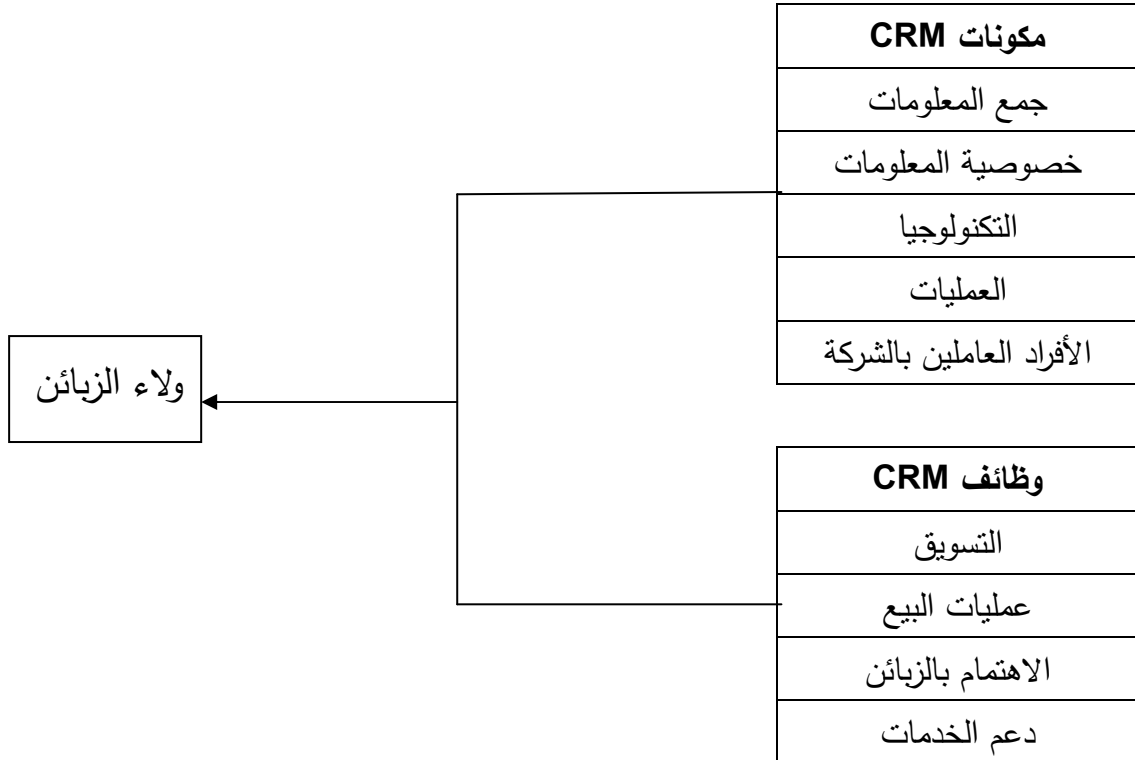 مكونات CRM
جمع المعلومات
خصوصية المعلومات
التكنولوجيا
العمليات
الأفراد العاملين بالشركة
ولاء الزبائن
وظائف CRM
التسويق
عمليات البيع
الاهتمام بالزبائن
دعم الخدمات